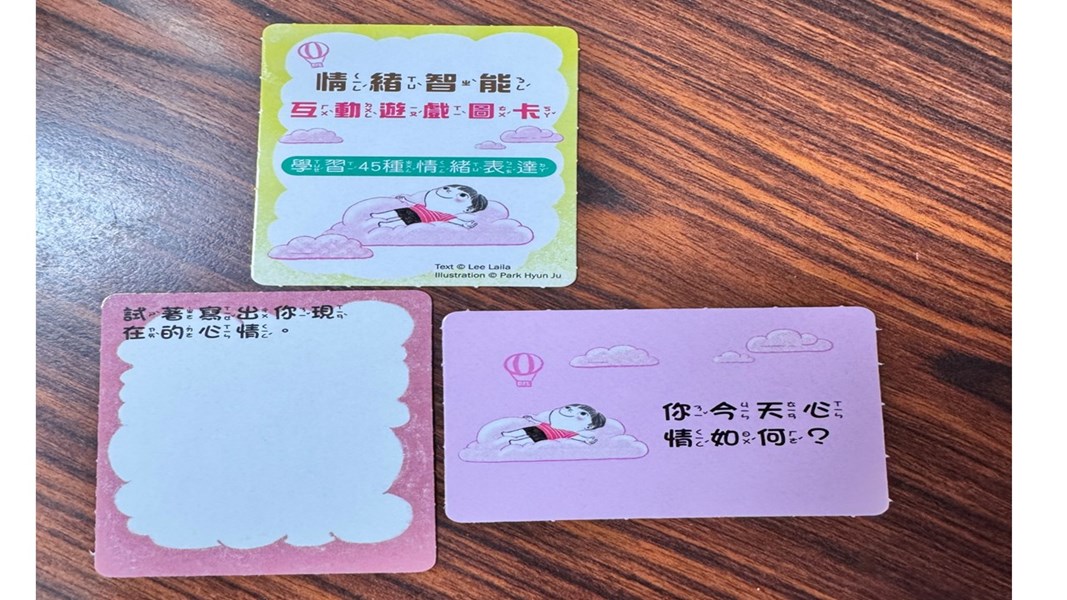 情緒智能
互動遊戲圖卡
學習45種情緒表達
Text © Lee Laila
Illustration © Park Hyun Ju
試著寫出你現
在的心情。
你今天心
情如何？